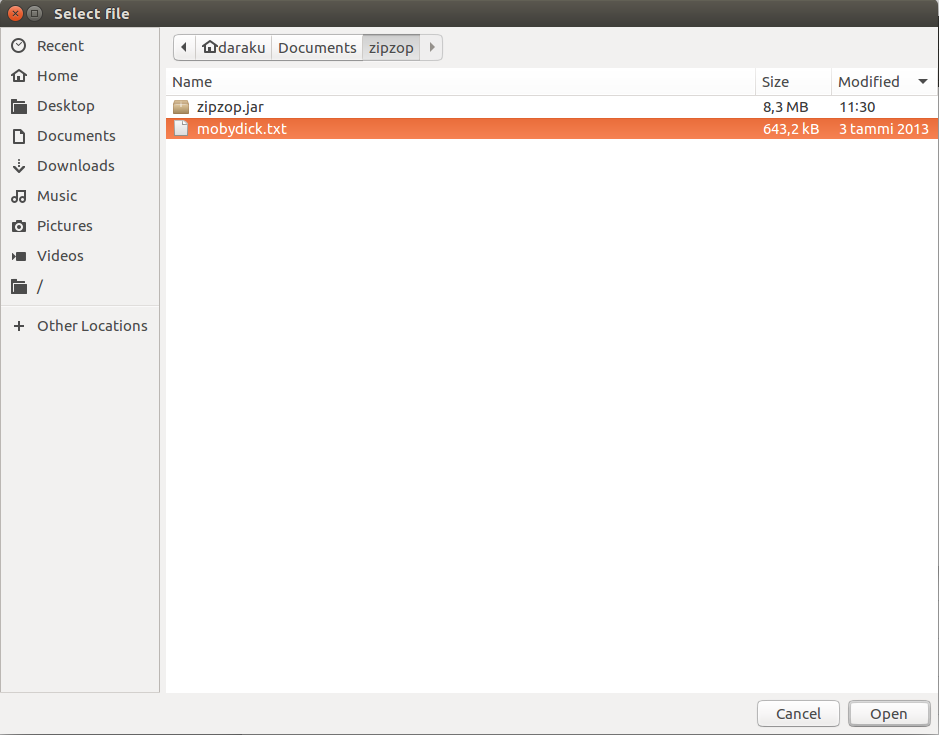 Select file
Recent
Home
Desktop
Documents
Downloads
Music
Pictures
Videos
/
Other Locations
daraku Documents zipzop
Name Size Modified
zipzop.jar 8,3 MB 11:30
mobydick.txt 643,2 kB 3 tammi 2013
Cancel Open